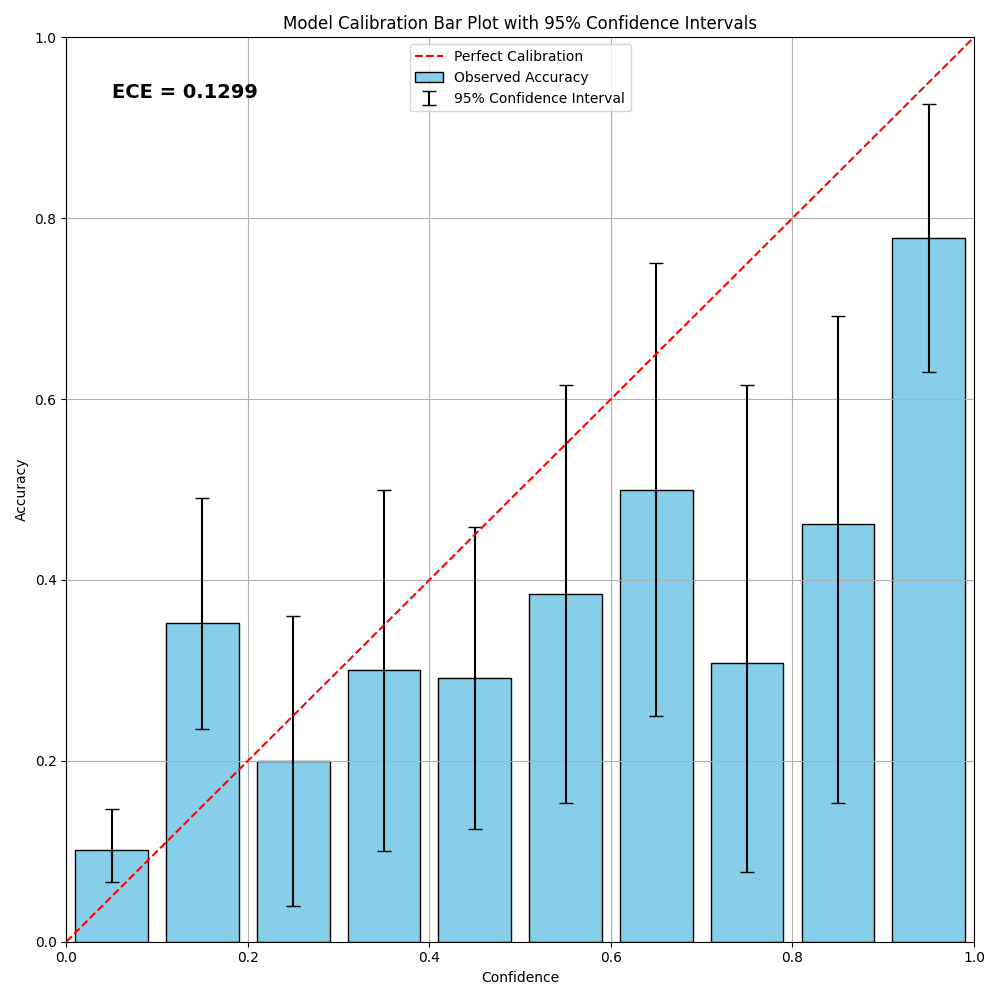 Model Calibration Bar Plot with 95% Confidence Intervals
Perfect Calibration
Observed Accuracy
95% Confidence Interval
ECE = 0.1299
Accuracy
1.0
0.8
0.6
0.4
0.2
0.0
0.0 0.2 0.4 0.6 0.8 1.0
Confidence